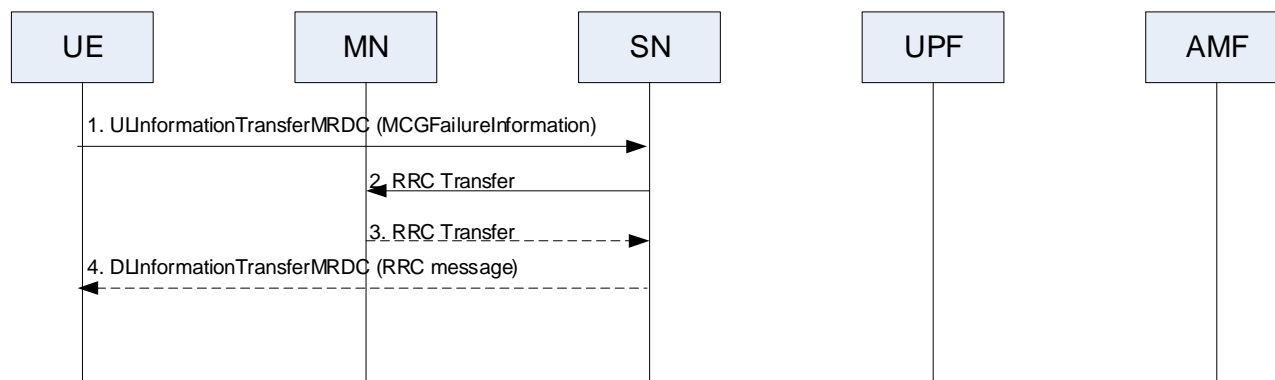 UE
MN
SN
UPF
AMF
1. ULInformationTransferMRDC (MCGFailureInformation)
2. RRC Transfer
3. RRC Transfer
4. DLInformationTransferMRDC (RRC message)